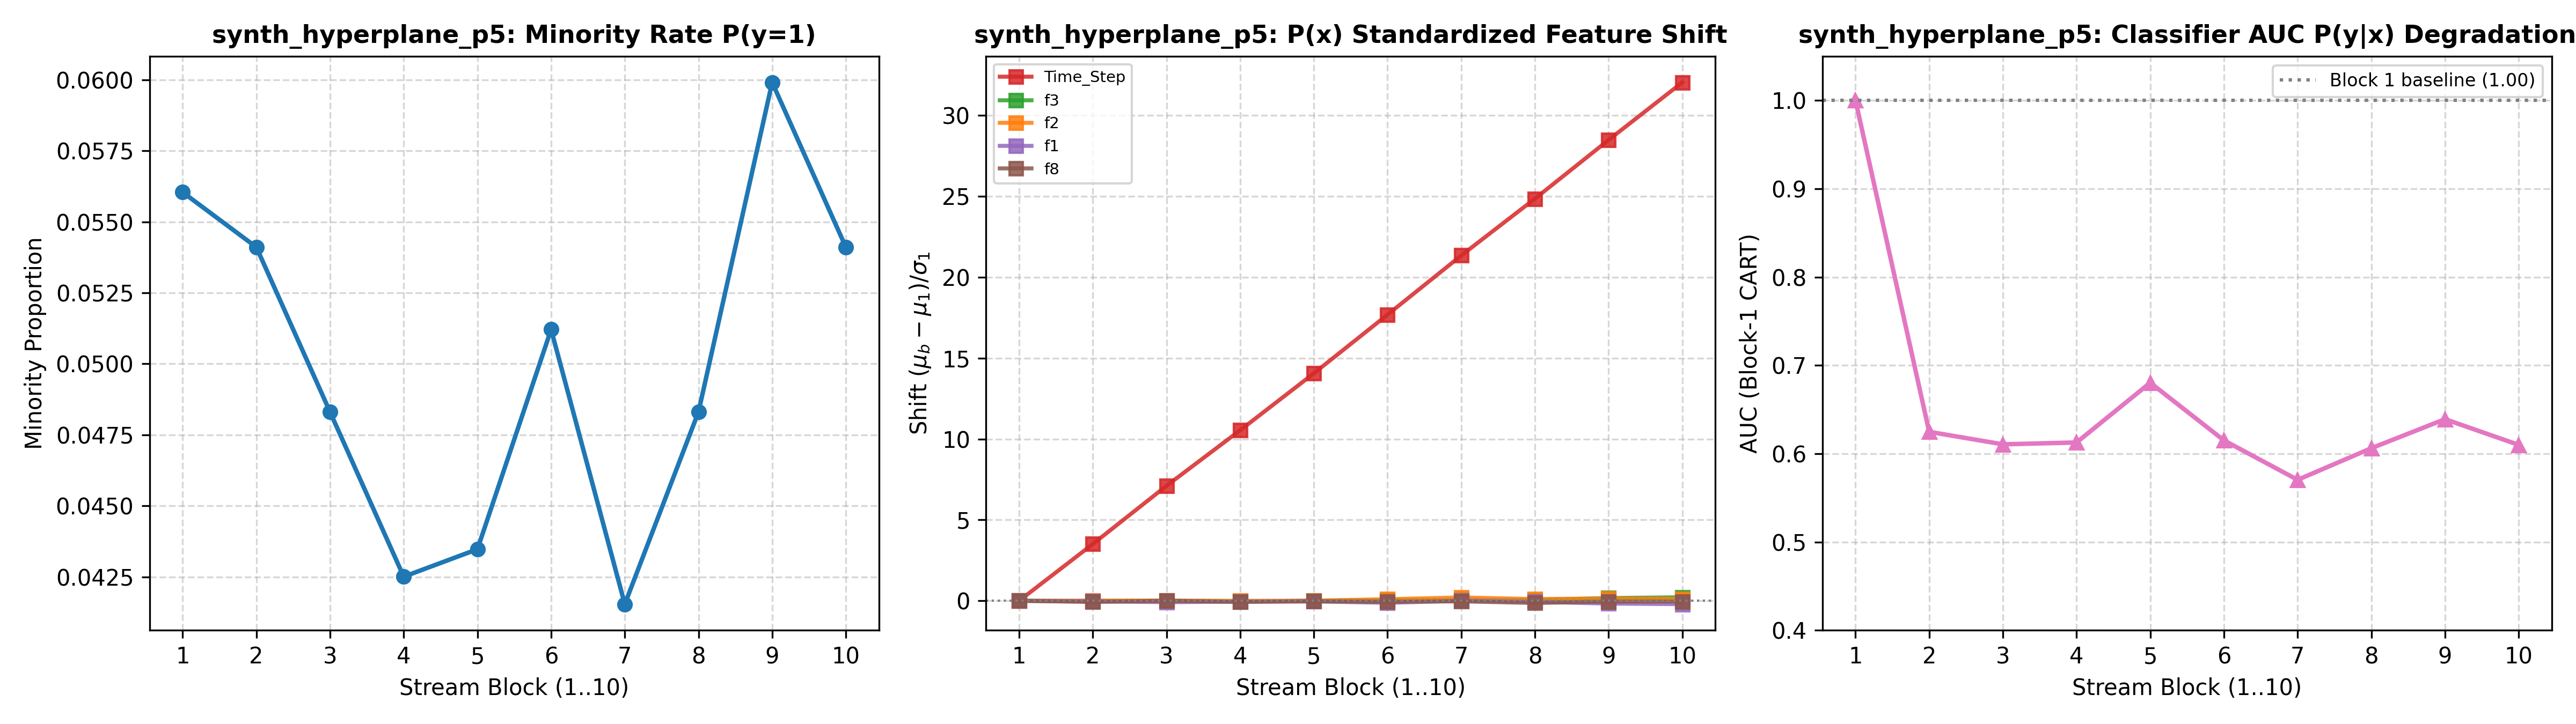 synth_hyperplane_p5: Minority Rate P(y=1)
Minority Proportion
0.0600
0.0575
0.0550
0.0525
0.0500
0.0475
0.0450
0.0425
1 2 3 4 5 6 7 8 9 10
Stream Block (1..10)
synth_hyperplane_p5: P(x) Standardized Feature Shift
Time_Step
f3
f2
f1
f8
Shift (μb − μ1)/σ1
30
25
20
15
10
5
0
1 2 3 4 5 6 7 8 9 10
Stream Block (1..10)
synth_hyperplane_p5: Classifier AUC P(y|x) Degradation
Block 1 baseline (1.00)
AUC (Block-1 CART)
1.0
0.9
0.8
0.7
0.6
0.5
0.4
1 2 3 4 5 6 7 8 9 10
Stream Block (1..10)